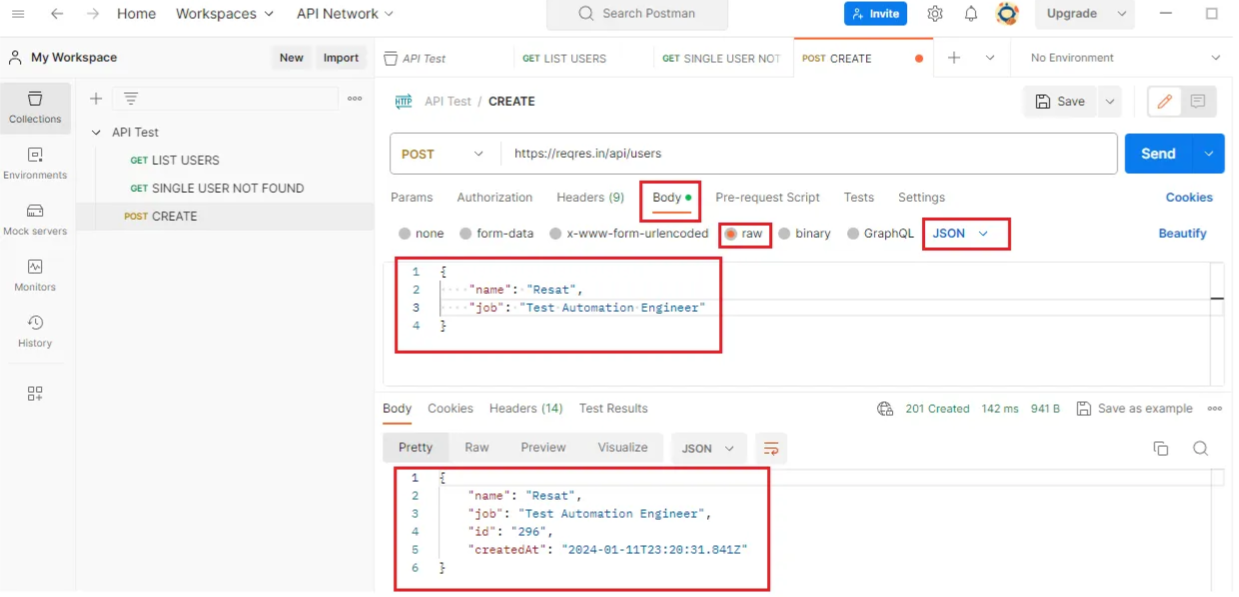 Home Workspaces API Network Search Postman Invite Upgrade
My Workspace New Import API Test GET LIST USERS GET SINGLE USER NOT POST CREATE No Environment
Collections
Environments
Mock servers
Monitors
History
API Test
GET LIST USERS
GET SINGLE USER NOT FOUND
POST CREATE
HTTP API Test / CREATE Save
POST https://reqres.in/api/users Send
Params Authorization Headers (9) Body Pre-request Script Tests Settings Cookies
none form-data x-www-form-urlencoded raw binary GraphQL JSON Beautify
1 {
2 "name": "Resat",
3 "job": "Test Automation Engineer"
4 }
Body Cookies Headers (14) Test Results 201 Created 142 ms 941 B Save as example
Pretty Raw Preview Visualize JSON
1 {
2 "name": "Resat",
3 "job": "Test Automation Engineer",
4 "id": "296",
5 "createdAt": "2024-01-11T23:20:31.841Z"
6 }